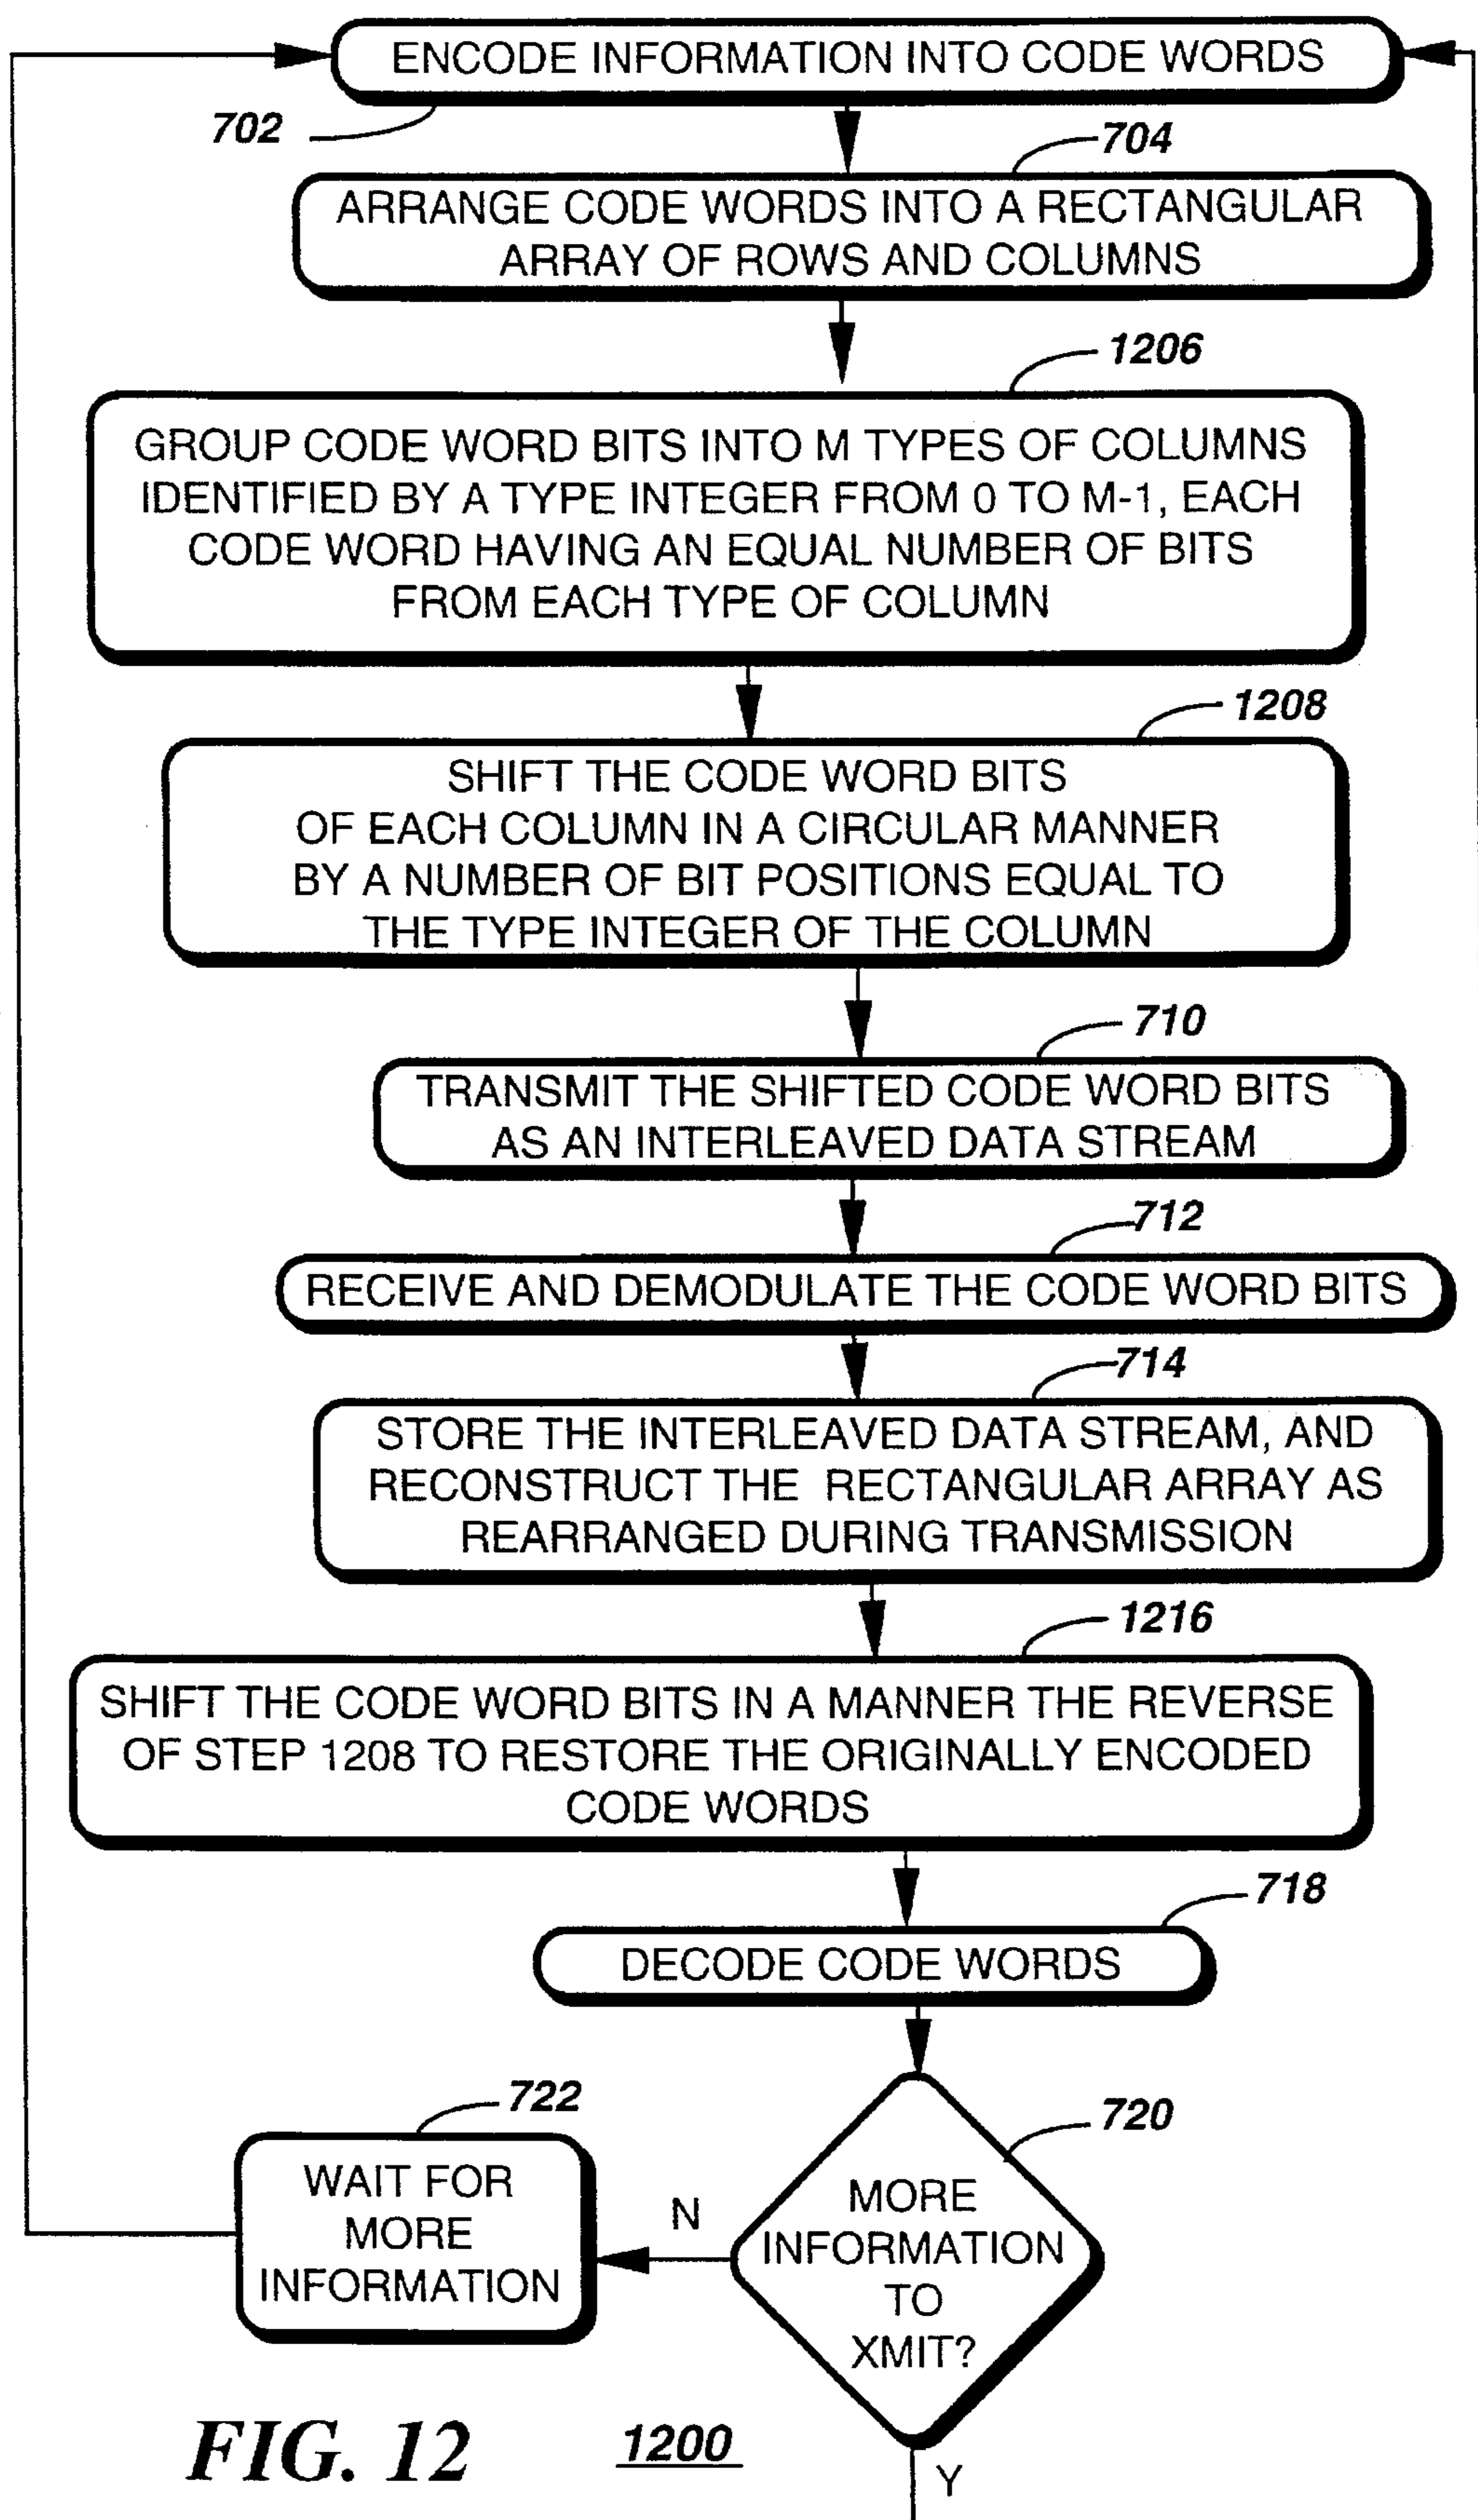 ENCODE INFORMATION INTO CODE WORDS
702
704
ARRANGE CODE WORDS INTO A RECTANGULAR
ARRAY OF ROWS AND COLUMNS
1206
GROUP CODE WORD BITS INTO M TYPES OF COLUMNS
IDENTIFIED BY A TYPE INTEGER FROM 0 TO M-1, EACH
CODE WORD HAVING AN EQUAL NUMBER OF BITS
FROM EACH TYPE OF COLUMN
1208
SHIFT THE CODE WORD BITS
OF EACH COLUMN IN A CIRCULAR MANNER
BY A NUMBER OF BIT POSITIONS EQUAL TO
THE TYPE INTEGER OF THE COLUMN
710
TRANSMIT THE SHIFTED CODE WORD BITS
AS AN INTERLEAVED DATA STREAM
712
RECEIVE AND DEMODULATE THE CODE WORD BITS
714
STORE THE INTERLEAVED DATA STREAM, AND
RECONSTRUCT THE RECTANGULAR ARRAY AS
REARRANGED DURING TRANSMISSION
1216
SHIFT THE CODE WORD BITS IN A MANNER THE REVERSE
OF STEP 1208 TO RESTORE THE ORIGINALLY ENCODED
CODE WORDS
718
DECODE CODE WORDS
722
720
WAIT FOR
MORE
INFORMATION
N
MORE
INFORMATION
TO
XMIT?
FIG. 12
1200
Y